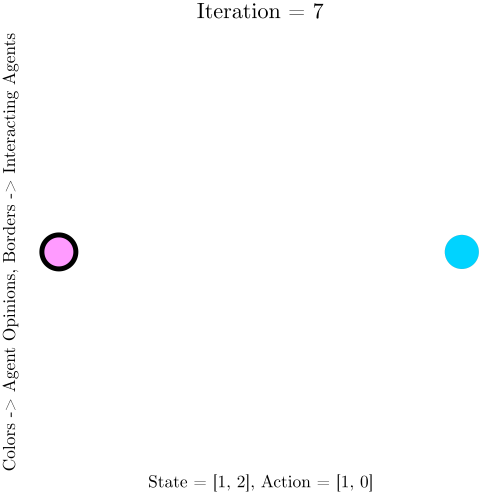 Iteration = 7
Colors -> Agent Opinions, Borders -> Interacting Agents
State = [1, 2], Action = [1, 0]